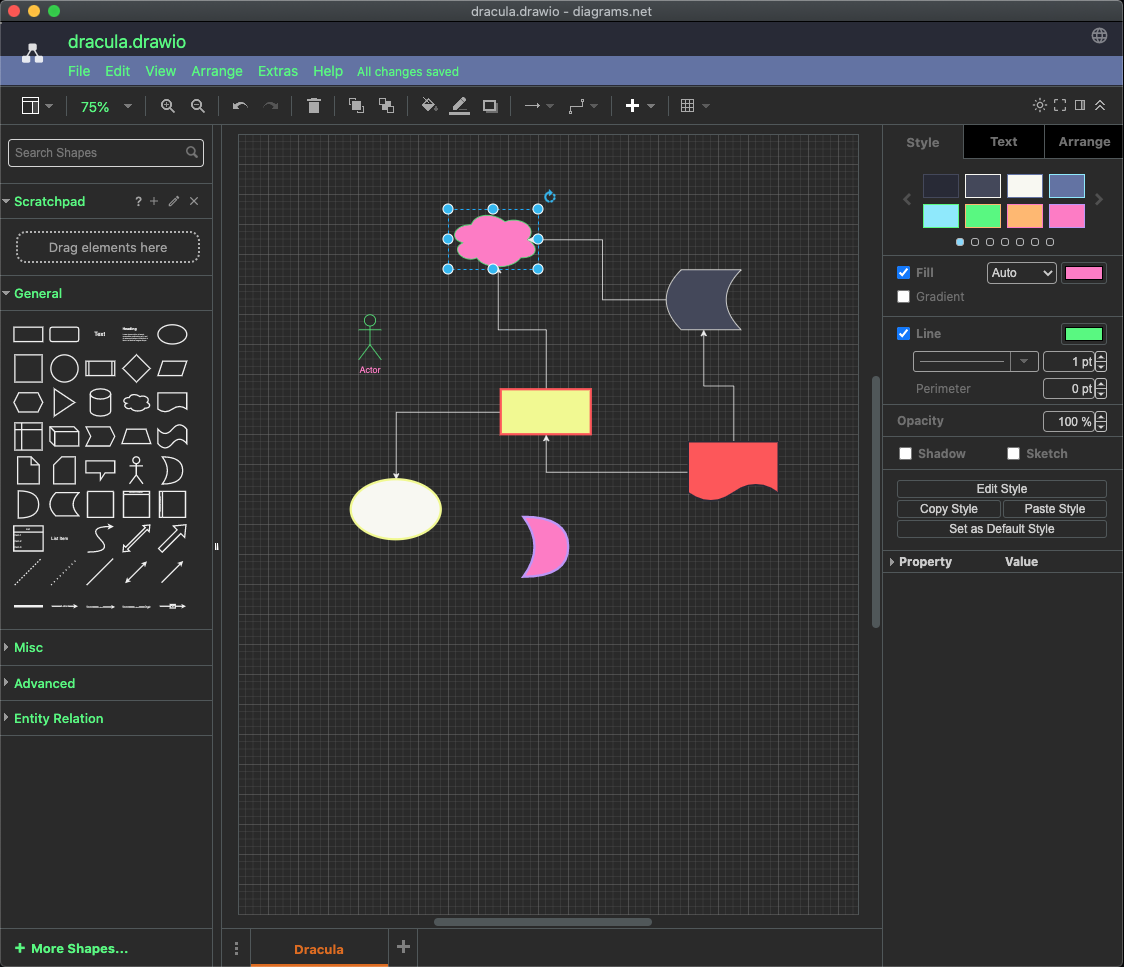 dracula.drawio - diagrams.net
dracula.drawio
File Edit View Arrange Extras Help All changes saved
75%
Search Shapes
Scratchpad
?
Drag elements here
General
Text
Heading
List Item
Misc
Advanced
Entity Relation
+ More Shapes...
Actor
Dracula
Style Text Arrange
Fill Auto
Gradient
Line
1 pt
Perimeter 0 pt
Opacity 100 %
Shadow Sketch
Edit Style
Copy Style Paste Style
Set as Default Style
Property Value